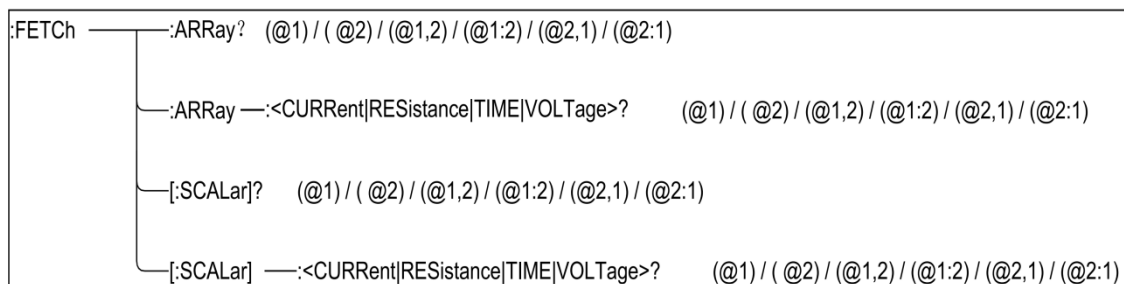 :FETCh :ARRay? (@1) / ( @2) / (@1,2) / (@1:2) / (@2,1) / (@2:1)
:ARRay :<CURRent|RESistance|TIME|VOLTage>? (@1) / ( @2) / (@1,2) / (@1:2) / (@2,1) / (@2:1)
[:SCALar]? (@1) / ( @2) / (@1,2) / (@1:2) / (@2,1) / (@2:1)
[:SCALar] :<CURRent|RESistance|TIME|VOLTage>? (@1) / ( @2) / (@1,2) / (@1:2) / (@2,1) / (@2:1)